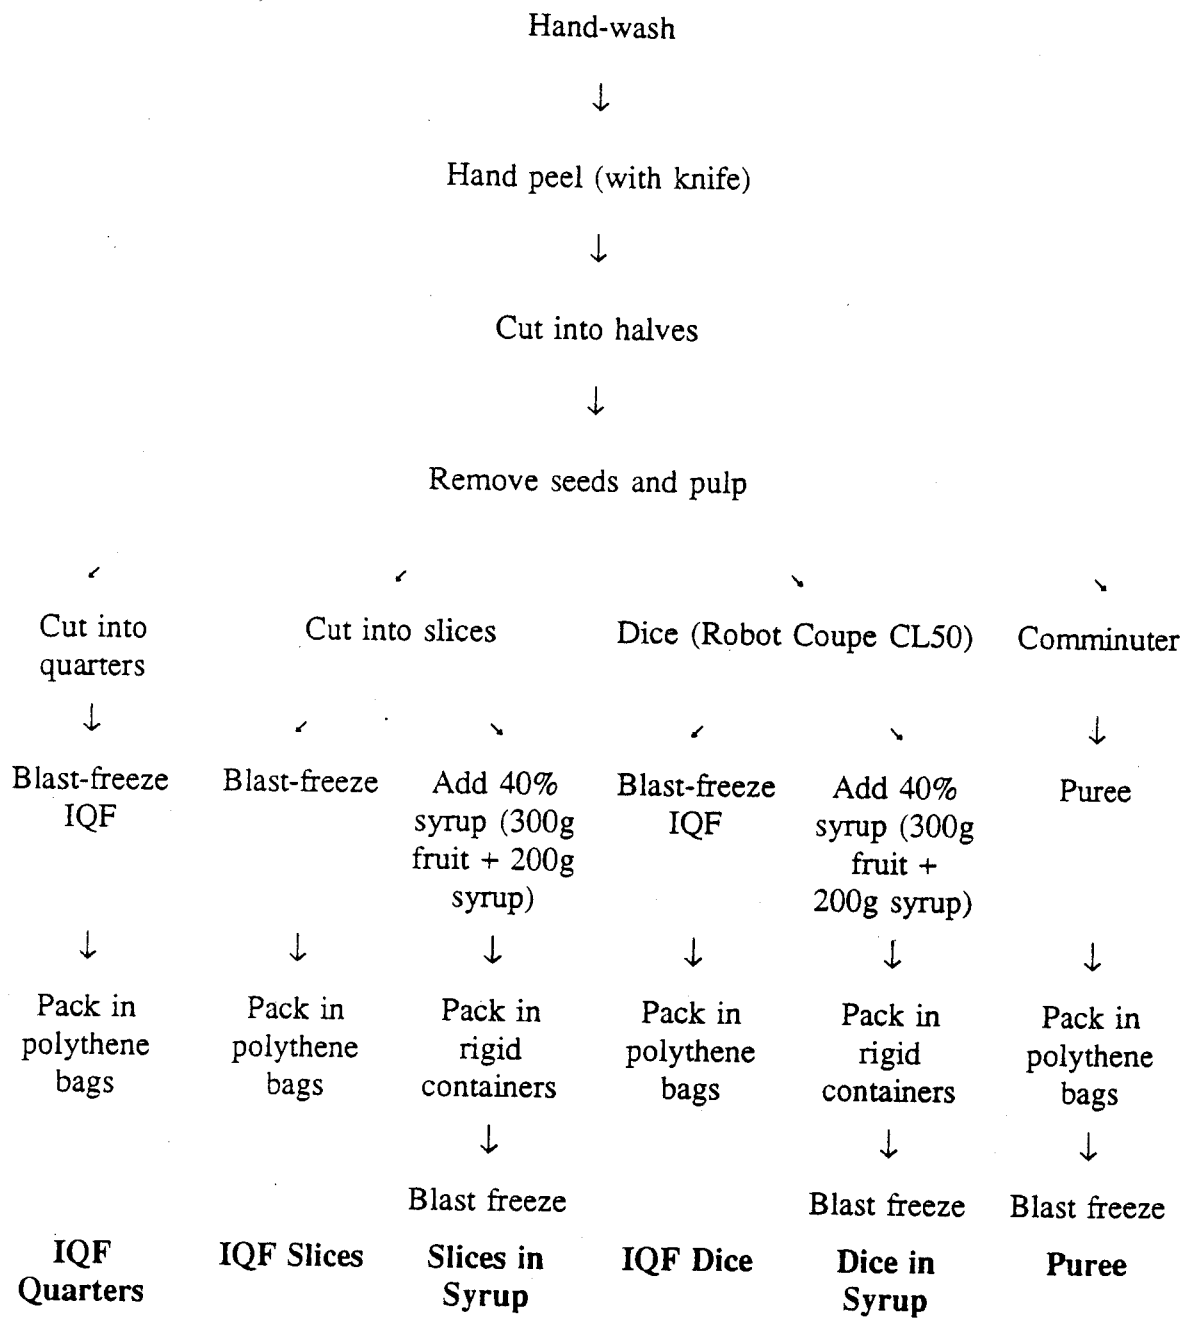 Hand-wash
↓
Hand peel (with knife)
↓
Cut into halves
↓
Remove seeds and pulp
↙ ↙ ↘ ↘
Cut into
quarters
Cut into slices
Dice (Robot Coupe CL50)
Comminuter
↓ ↙ ↘ ↙ ↘ ↓
Blast-freeze
IQF
Blast-freeze
Add 40%
syrup (300g
fruit + 200g
syrup)
Blast-freeze
IQF
Add 40%
syrup (300g
fruit +
200g syrup)
Puree
↓ ↓ ↓ ↓ ↓ ↓
Pack in
polythene
bags
Pack in
polythene
bags
Pack in
rigid
containers
Pack in
polythene
bags
Pack in
rigid
containers
Pack in
polythene
bags
↓ ↓ ↓
Blast freeze
Blast freeze
Blast freeze
IQF
Quarters
IQF Slices
Slices in
Syrup
IQF Dice
Dice in
Syrup
Puree